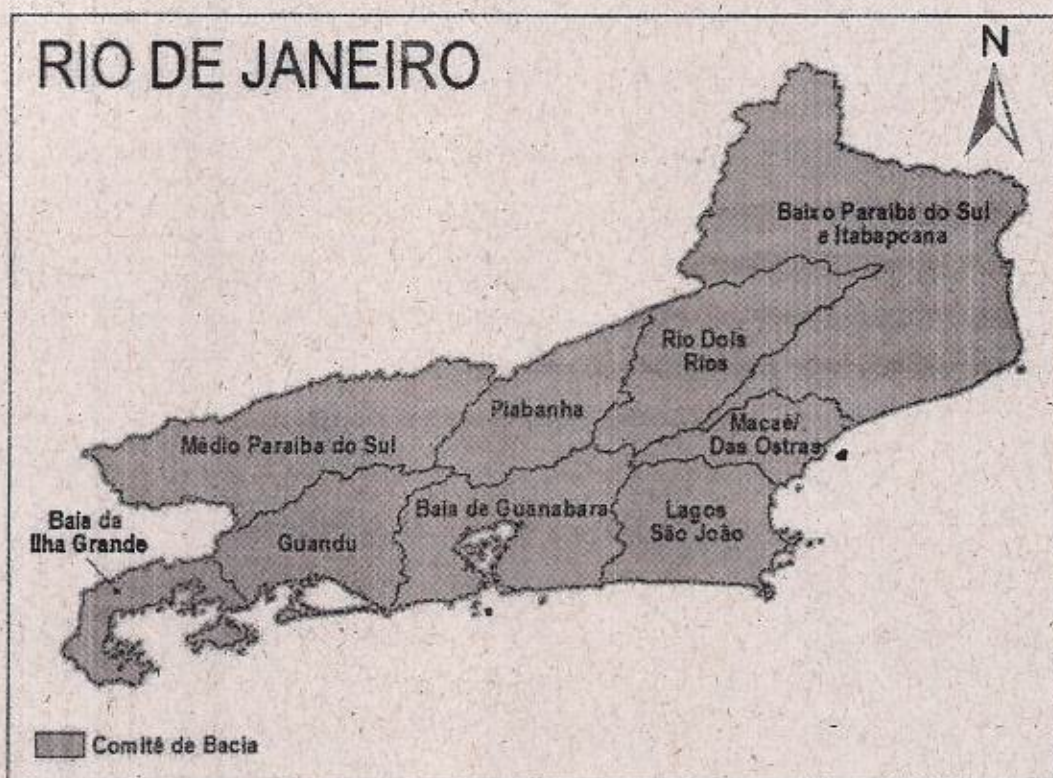 RIO DE JANEIRO
N
Baixo Paraíba do Sul
e Itabapoana
Rio Dois
Rios
Piabanha
Macaé/
Das Ostras
Médio Paraíba do Sul
Baía de Guanabara
Lagos
São João
Baía da
Ilha Grande
Guandu
Comitê de Bacia